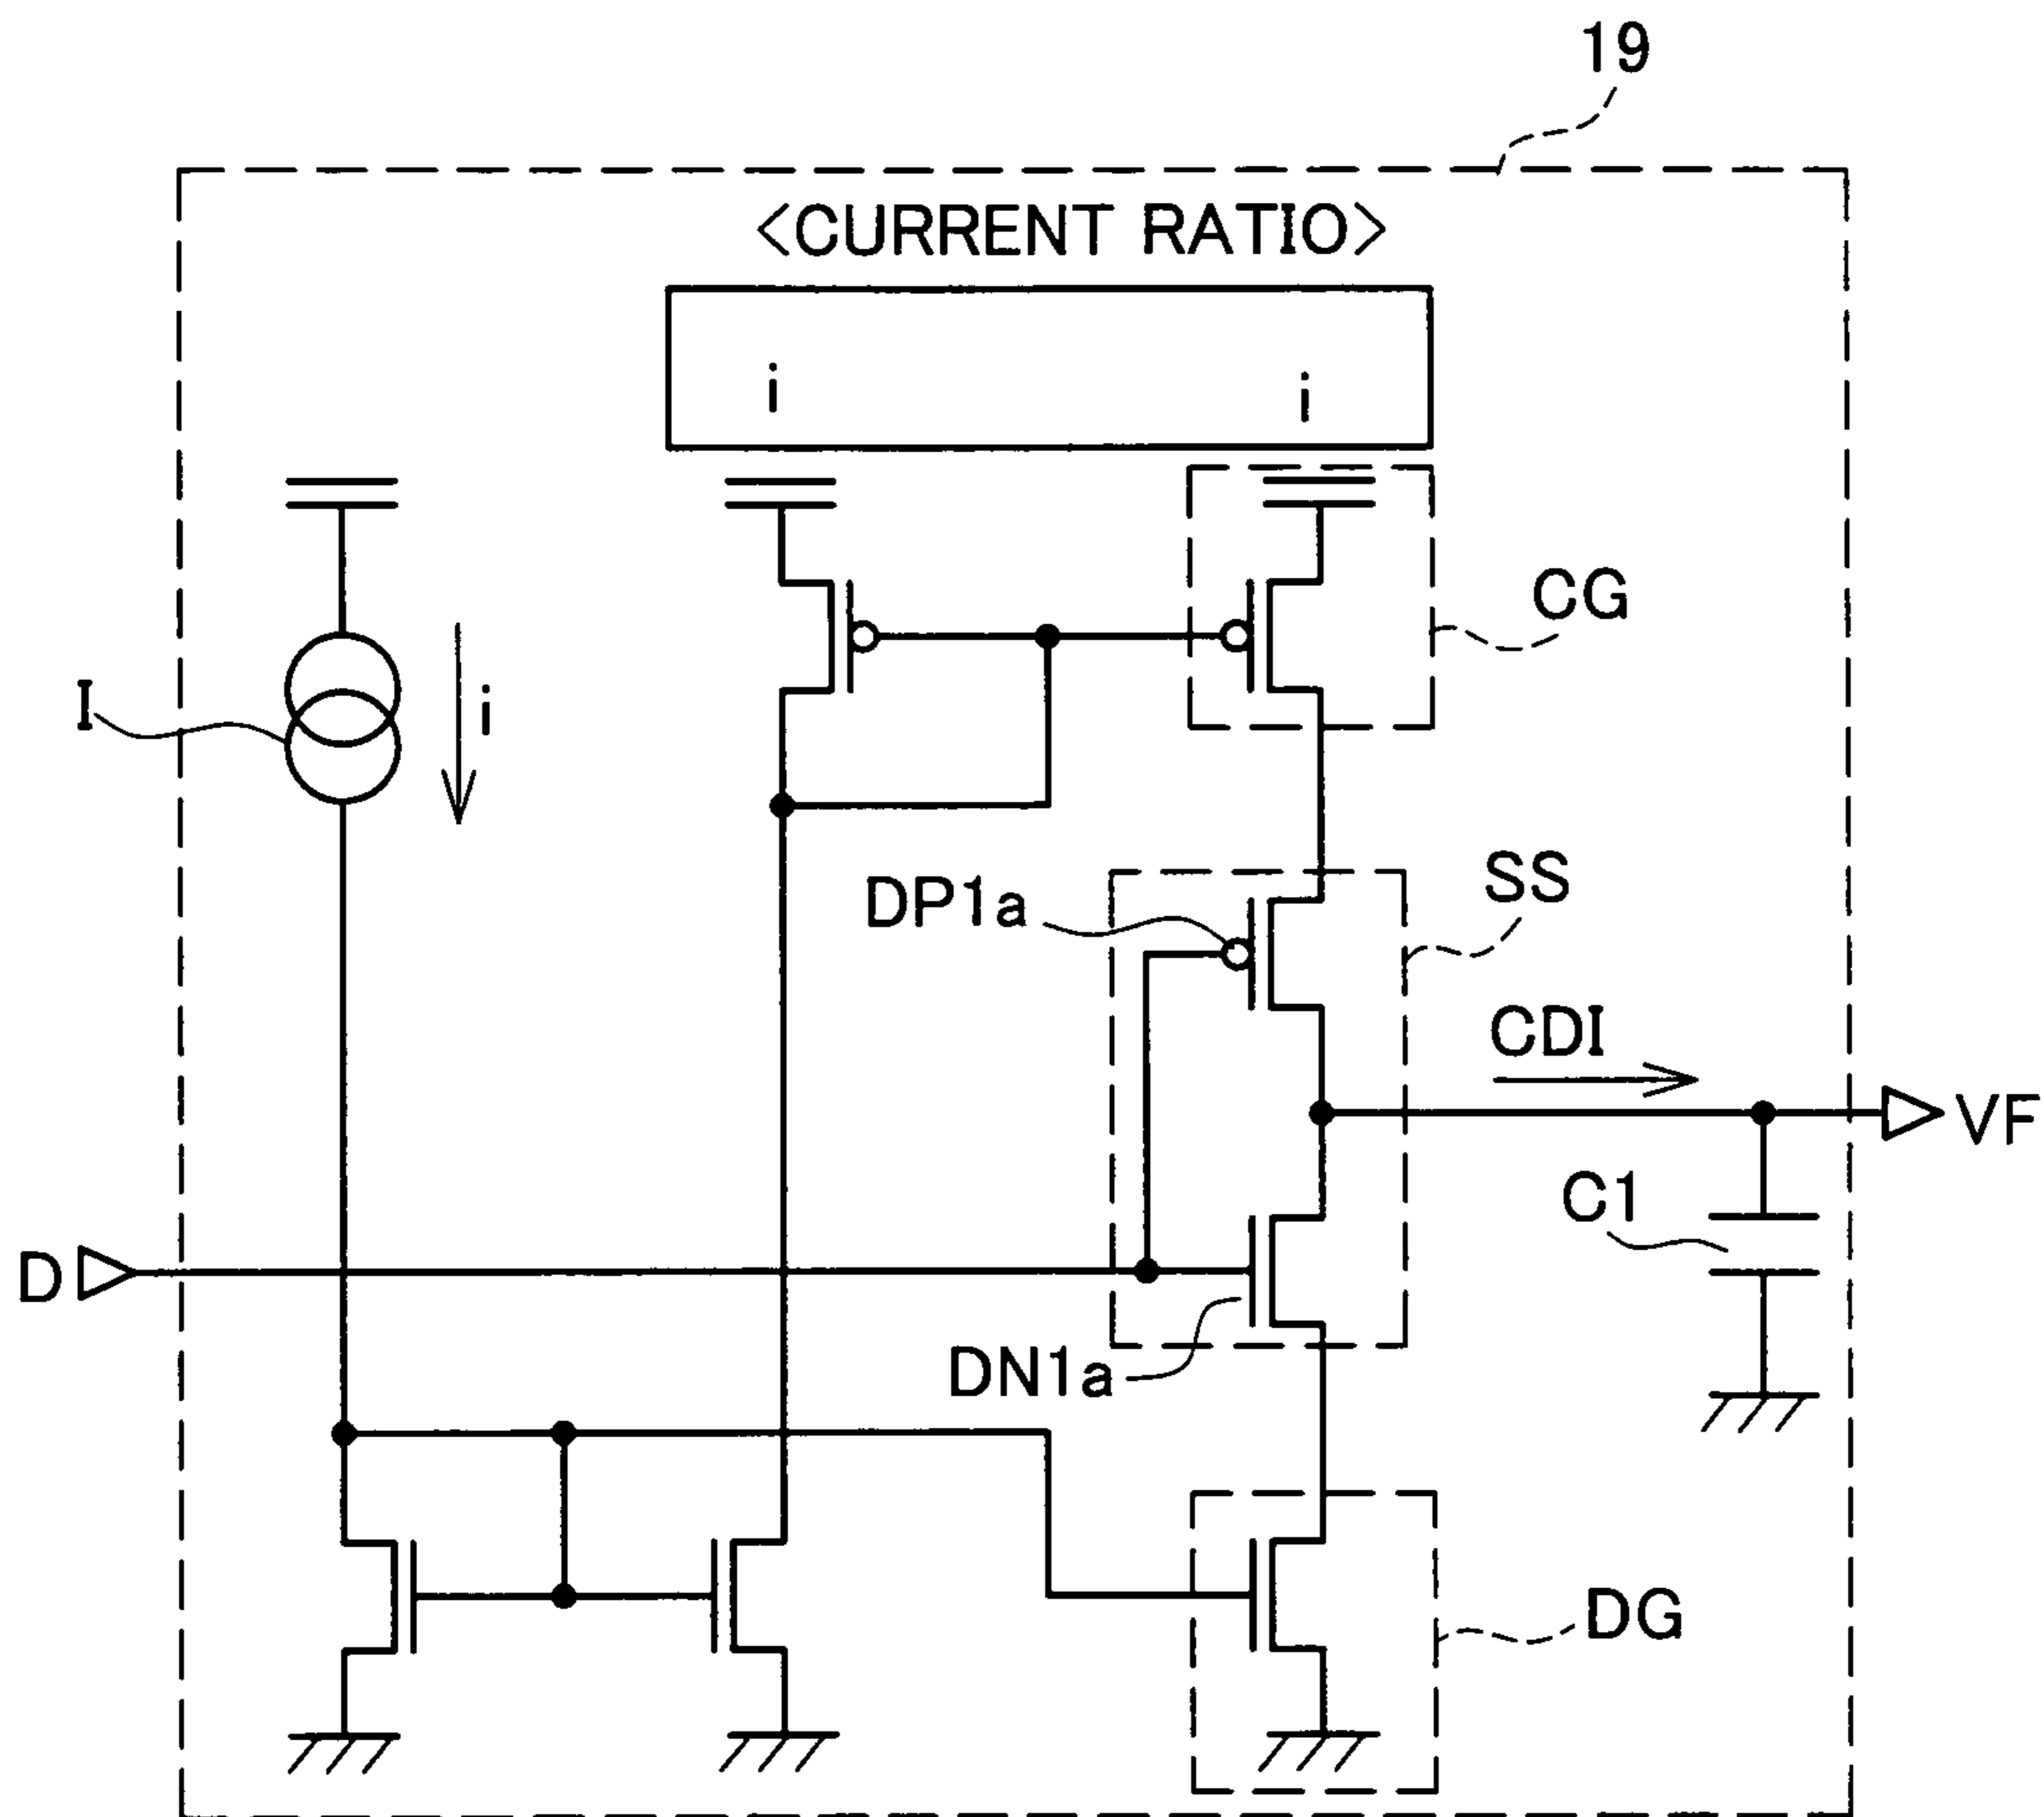 19
<CURRENT RATIO>
i
i
CG
I
i
SS
DP1a
CDI
VF
C1
D
DN1a
DG